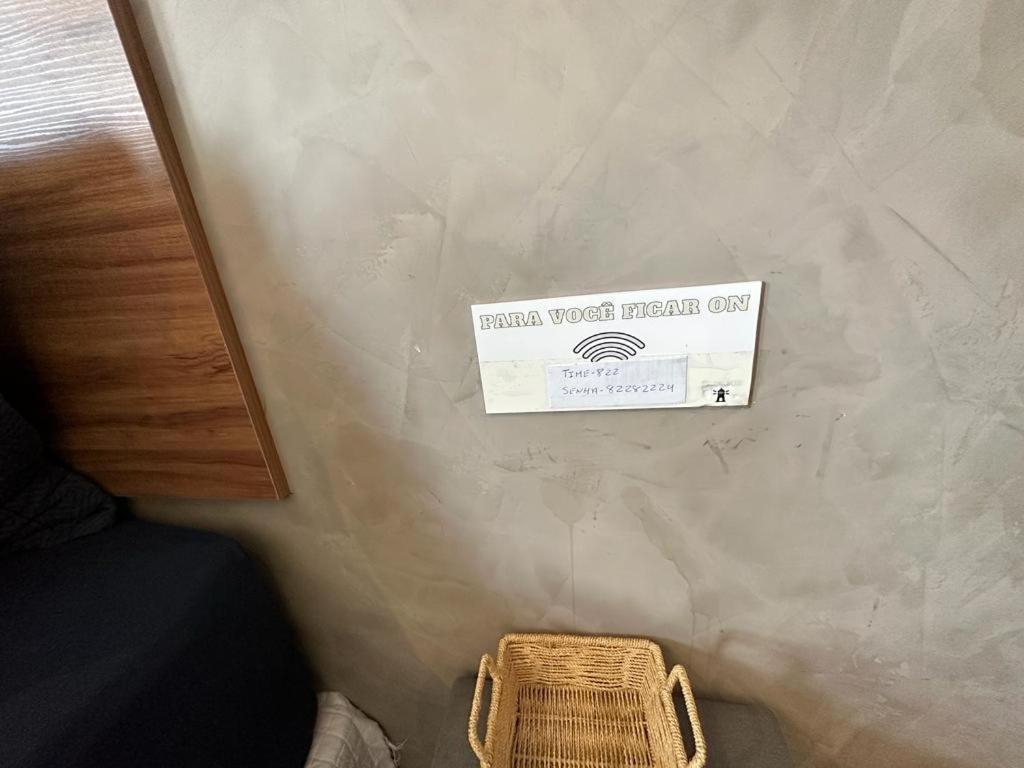 PARA VOCÊ FICAR ON
TIME-822
SENHA-82282224